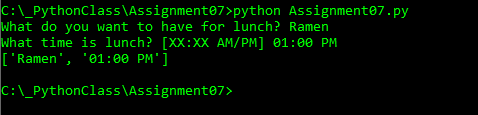 C:\_PythonClass\Assignment07>python Assignment07.py
What do you want to have for lunch? Ramen
What time is lunch? [XX:XX AM/PM] 01:00 PM
['Ramen', '01:00 PM']
C:\_PythonClass\Assignment07>